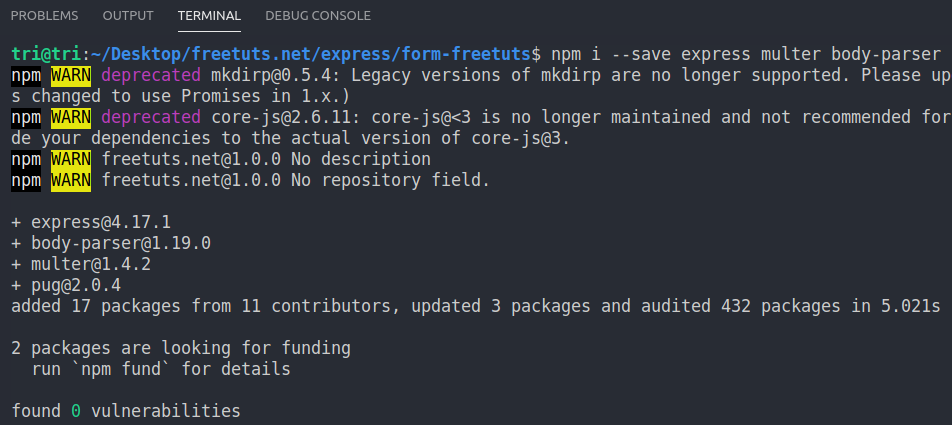 PROBLEMS OUTPUT TERMINAL DEBUG CONSOLE
tri@tri:~/Desktop/freetuts.net/express/form-freetuts$ npm i --save express multer body-parser
npm WARN deprecated mkdirp@0.5.4: Legacy versions of mkdirp are no longer supported. Please up
s changed to use Promises in 1.x.)
npm WARN deprecated core-js@2.6.11: core-js@<3 is no longer maintained and not recommended for
de your dependencies to the actual version of core-js@3.
npm WARN freetuts.net@1.0.0 No description
npm WARN freetuts.net@1.0.0 No repository field.
+ express@4.17.1
+ body-parser@1.19.0
+ multer@1.4.2
+ pug@2.0.4
added 17 packages from 11 contributors, updated 3 packages and audited 432 packages in 5.021s
2 packages are looking for funding
run `npm fund` for details
found 0 vulnerabilities